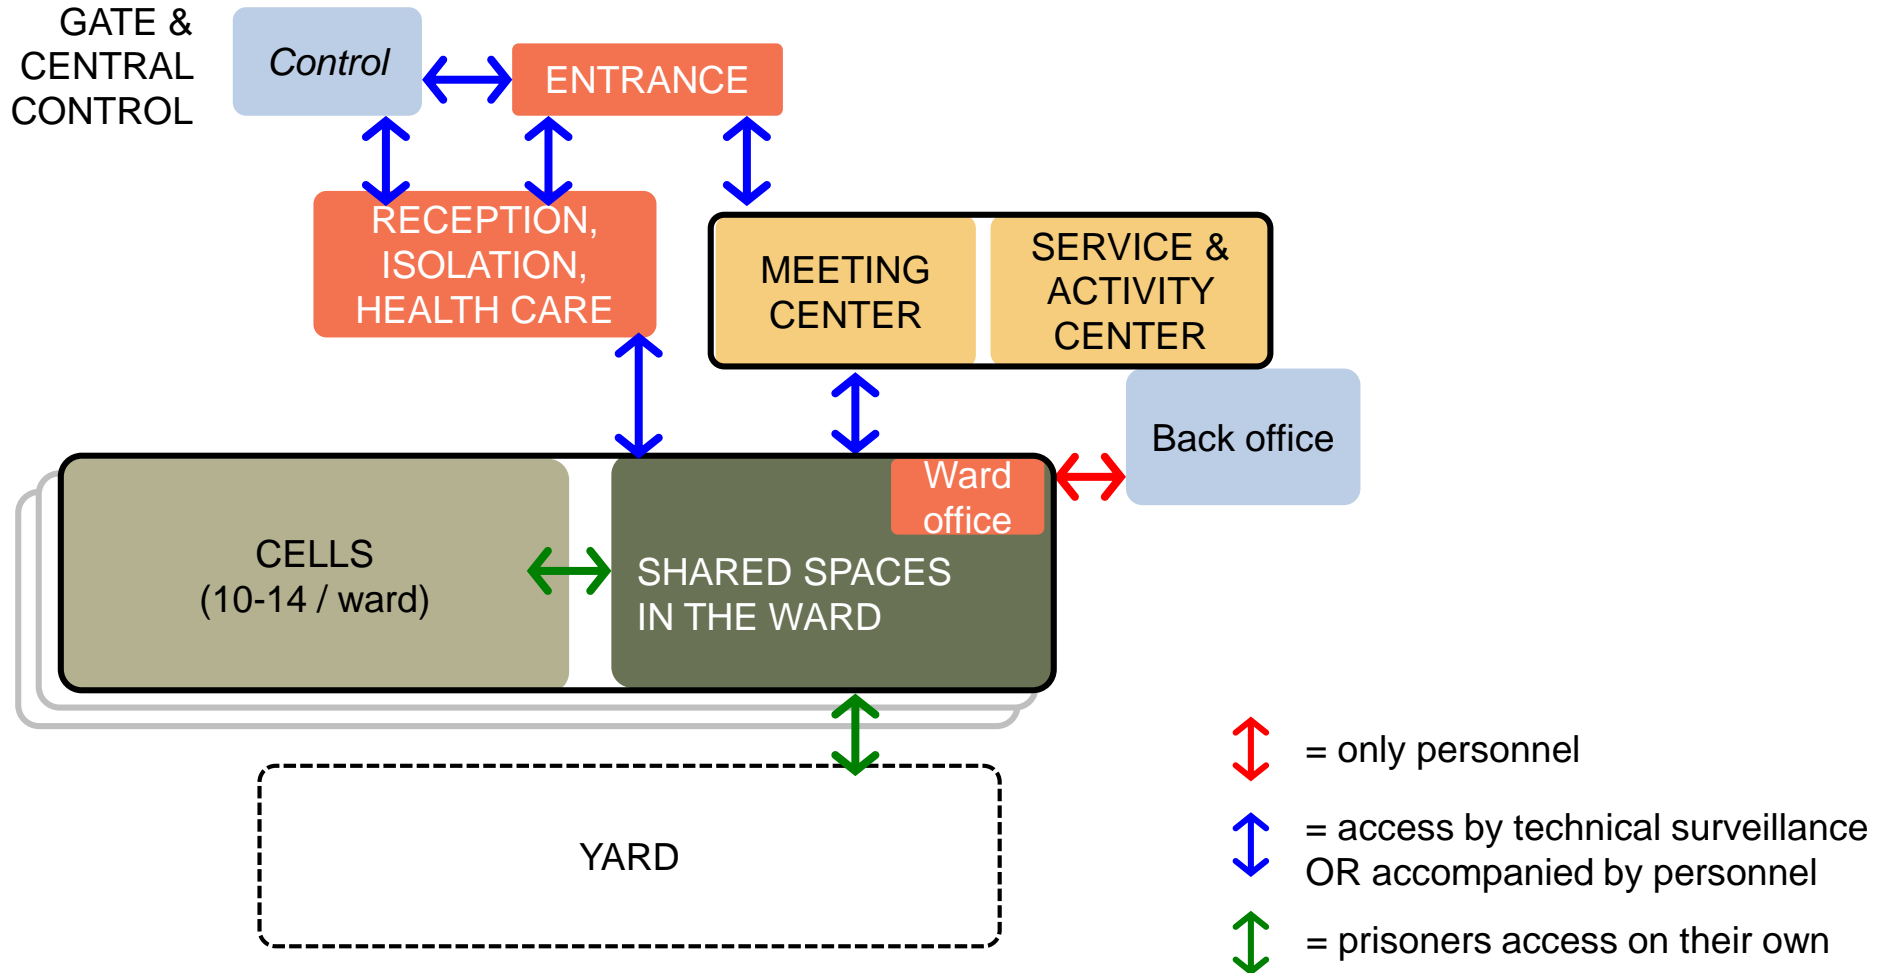 GATE &
CENTRAL
CONTROL
Control
ENTRANCE
RECEPTION,
ISOLATION,
HEALTH CARE
MEETING
CENTER
SERVICE &
ACTIVITY
CENTER
Back office
Ward
office
CELLS
(10-14 / ward)
SHARED SPACES
IN THE WARD
YARD
= only personnel
= access by technical surveillance
OR accompanied by personnel
= prisoners access on their own